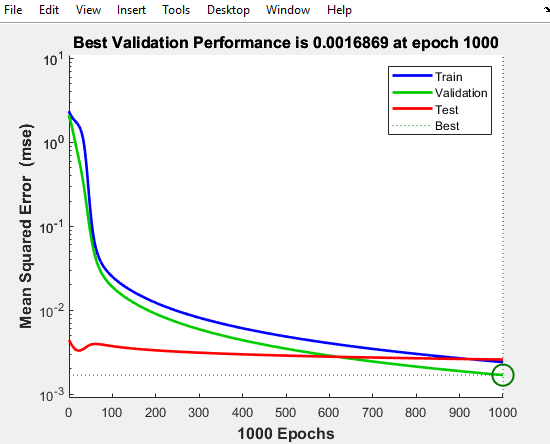 File Edit View Insert Tools Desktop Window Help
Best Validation Performance is 0.0016869 at epoch 1000
Train
Validation
Test
Best
Mean Squared Error (mse)
10^1
10^0
10^-1
10^-2
10^-3
0 100 200 300 400 500 600 700 800 900 1000
1000 Epochs